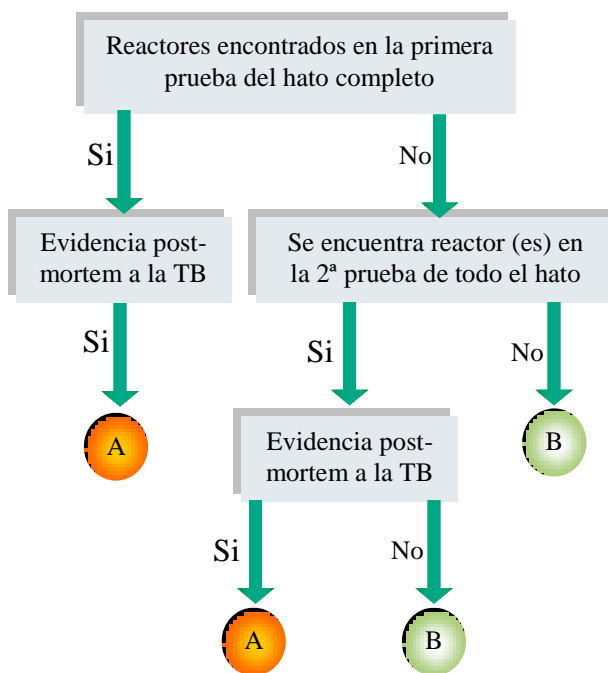 Reactores encontrados en la primera
prueba del hato completo
Si
No
Evidencia post-
mortem a la TB
Se encuentra reactor (es) en
la 2ª prueba de todo el hato
Si
Si
No
A
Evidencia post-
mortem a la TB
B
Si
No
A
B